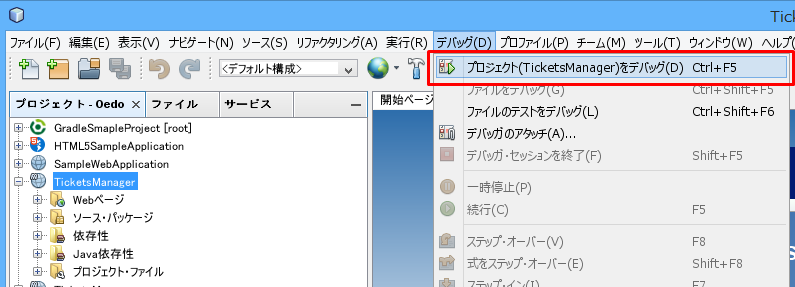 Tic
ファイル(F) 編集(E) 表示(V) ナビゲート(N) ソース(S) リファクタリング(A) 実行(R) デバッグ(D) プロファイル(P) チーム(M) ツール(T) ウィンドウ(W) ヘルプ(
<デフォルト構成>
プロジェクト(TicketsManager)をデバッグ(D) Ctrl+F5
ファイルをデバッグ(G) Ctrl+Shift+F5
ファイルのテストをデバッグ(L) Ctrl+Shift+F6
デバッガのアタッチ(A)...
デバッガ・セッションを終了(F) Shift+F5
一時停止(P)
続行(C) F5
ステップ・オーバー(V) F8
式をステップ・オーバー(E) Shift+F8
ステップ・イン(I) F7
プロジェクト - Oedo × ファイル サービス
開始ページ
GradleSmapleProject [root]
HTML5SampleApplication
SampleWebApplication
TicketsManager
Webページ
ソース・パッケージ
依存性
Java依存性
プロジェクト・ファイル